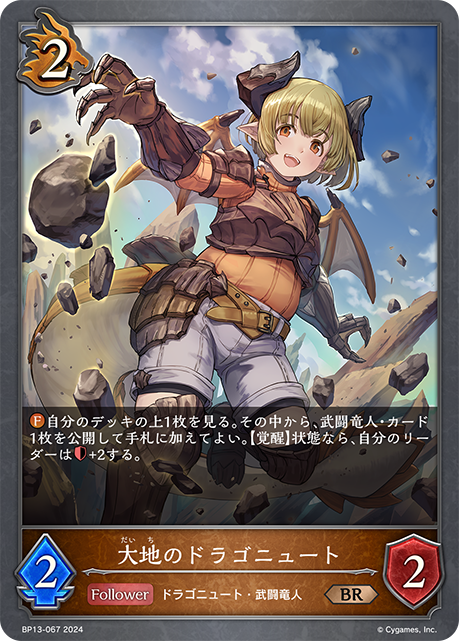 2
F自分のデッキの上1枚を見る。その中から、武闘竜人・カード
1枚を公開して手札に加えてよい。【覚醒】状態なら、自分のリー
ダーは+2する。
だいち
大地のドラゴニュート
2
Follower
ドラゴニュート・武闘竜人
BR
2
BP13-067 2024
© Cygames, Inc.